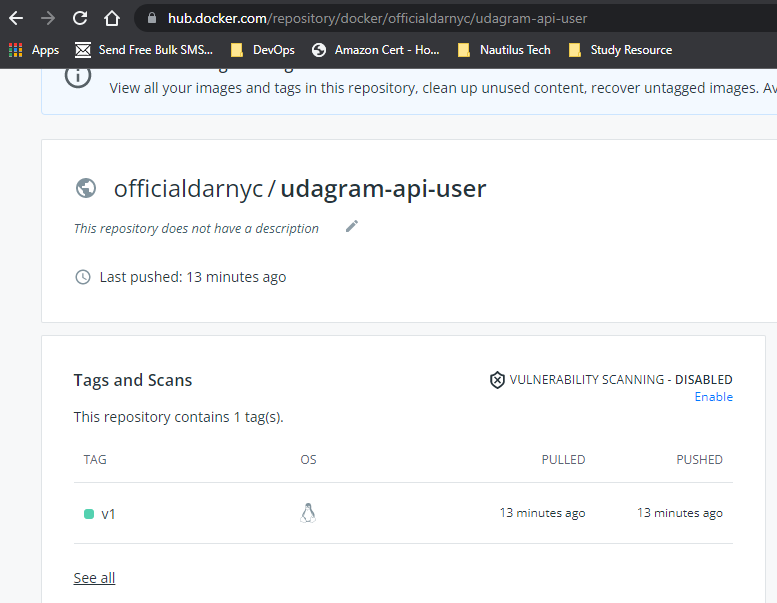 hub.docker.com/repository/docker/officialdarnyc/udagram-api-user
Apps Send Free Bulk SMS... DevOps Amazon Cert - Ho... Nautilus Tech Study Resource
View all your images and tags in this repository, clean up unused content, recover untagged images. Av
officialdarnyc / udagram-api-user
This repository does not have a description
Last pushed: 13 minutes ago
Tags and Scans
VULNERABILITY SCANNING - DISABLED
Enable
This repository contains 1 tag(s).
TAG OS PULLED PUSHED
v1 13 minutes ago 13 minutes ago
See all